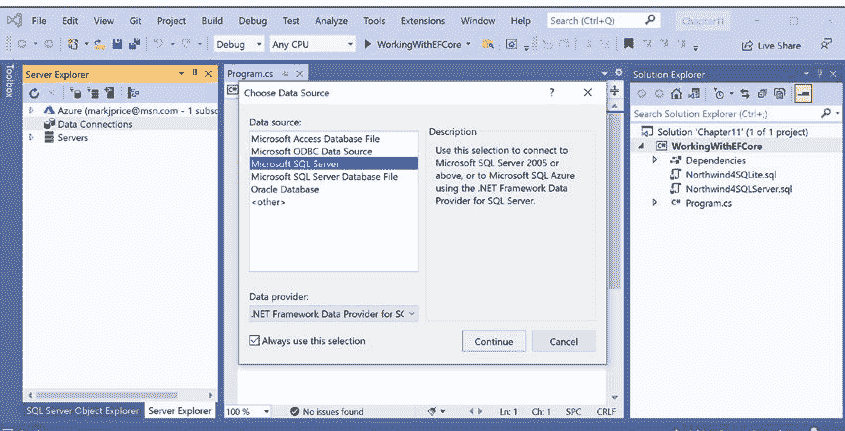 File Edit View Git Project Build Debug Test Analyze Tools Extensions Window Help Search (Ctrl+Q) Chapter11
Debug Any CPU WorkingWithEFCore Live Share
Toolbox
Server Explorer
Azure (markjprice@msn.com - 1 subsc
Data Connections
Servers
SQL Server Object Explorer Server Explorer
Program.cs
Choose Data Source ? ×
Data source:
Microsoft Access Database File
Microsoft ODBC Data Source
Microsoft SQL Server
Microsoft SQL Server Database File
Oracle Database
<other>
Description
Use this selection to connect to
Microsoft SQL Server 2005 or
above, or to Microsoft SQL Azure
using the .NET Framework Data
Provider for SQL Server.
Data provider:
.NET Framework Data Provider for SC
Always use this selection
Continue Cancel
100 % No issues found Ln: 1 Ch: 1 SPC CRLF
Solution Explorer
Search Solution Explorer (Ctrl+;)
Solution 'Chapter11' (1 of 1 project)
WorkingWithEFCore
Dependencies
Northwind4SQLite.sql
Northwind4SQLServer.sql
C# Program.cs